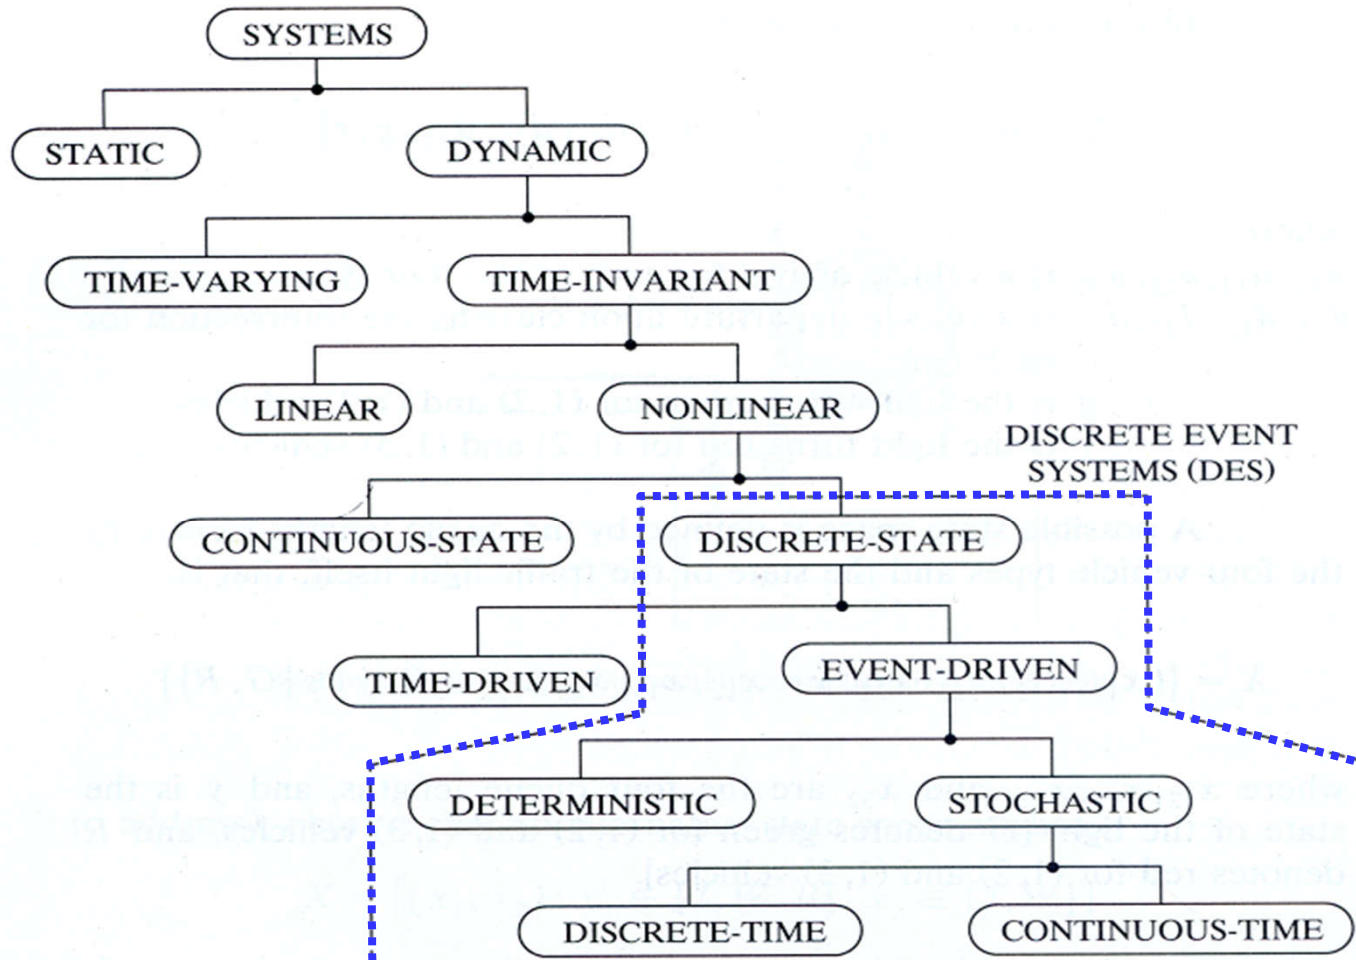 SYSTEMS
STATIC
DYNAMIC
TIME-VARYING
TIME-INVARIANT
LINEAR
NONLINEAR
DISCRETE EVENT
SYSTEMS (DES)
CONTINUOUS-STATE
DISCRETE-STATE
TIME-DRIVEN
EVENT-DRIVEN
DETERMINISTIC
STOCHASTIC
DISCRETE-TIME
CONTINUOUS-TIME